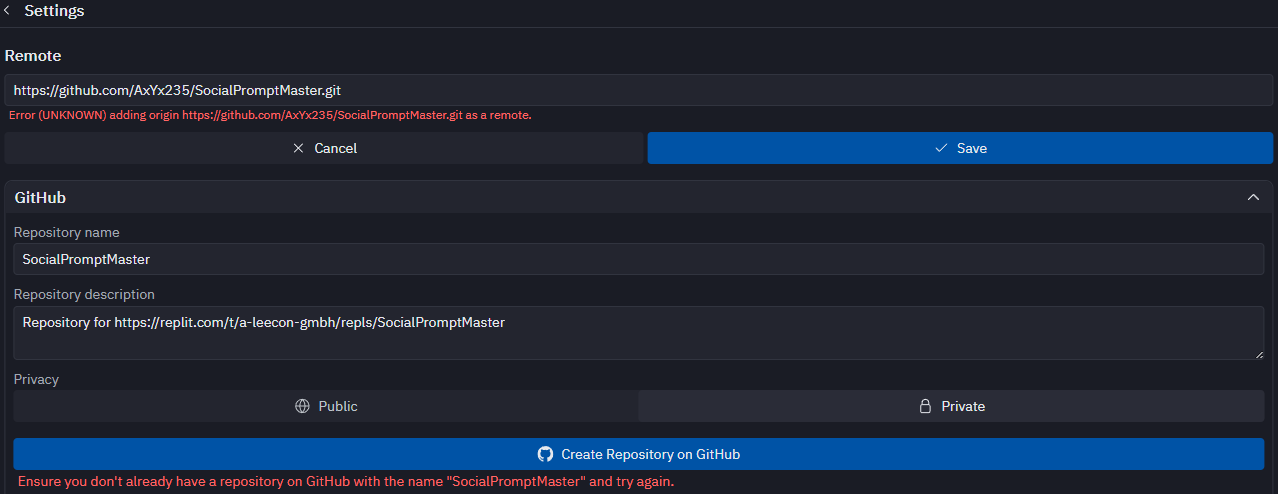 Settings
Remote
https://github.com/AxYx235/SocialPromptMaster.git
Error (UNKNOWN) adding origin https://github.com/AxYx235/SocialPromptMaster.git as a remote.
Cancel
Save
GitHub
Repository name
SocialPromptMaster
Repository description
Repository for https://replit.com/t/a-leecon-gmbh/repls/SocialPromptMaster
Privacy
Public
Private
Create Repository on GitHub
Ensure you don't already have a repository on GitHub with the name "SocialPromptMaster" and try again.